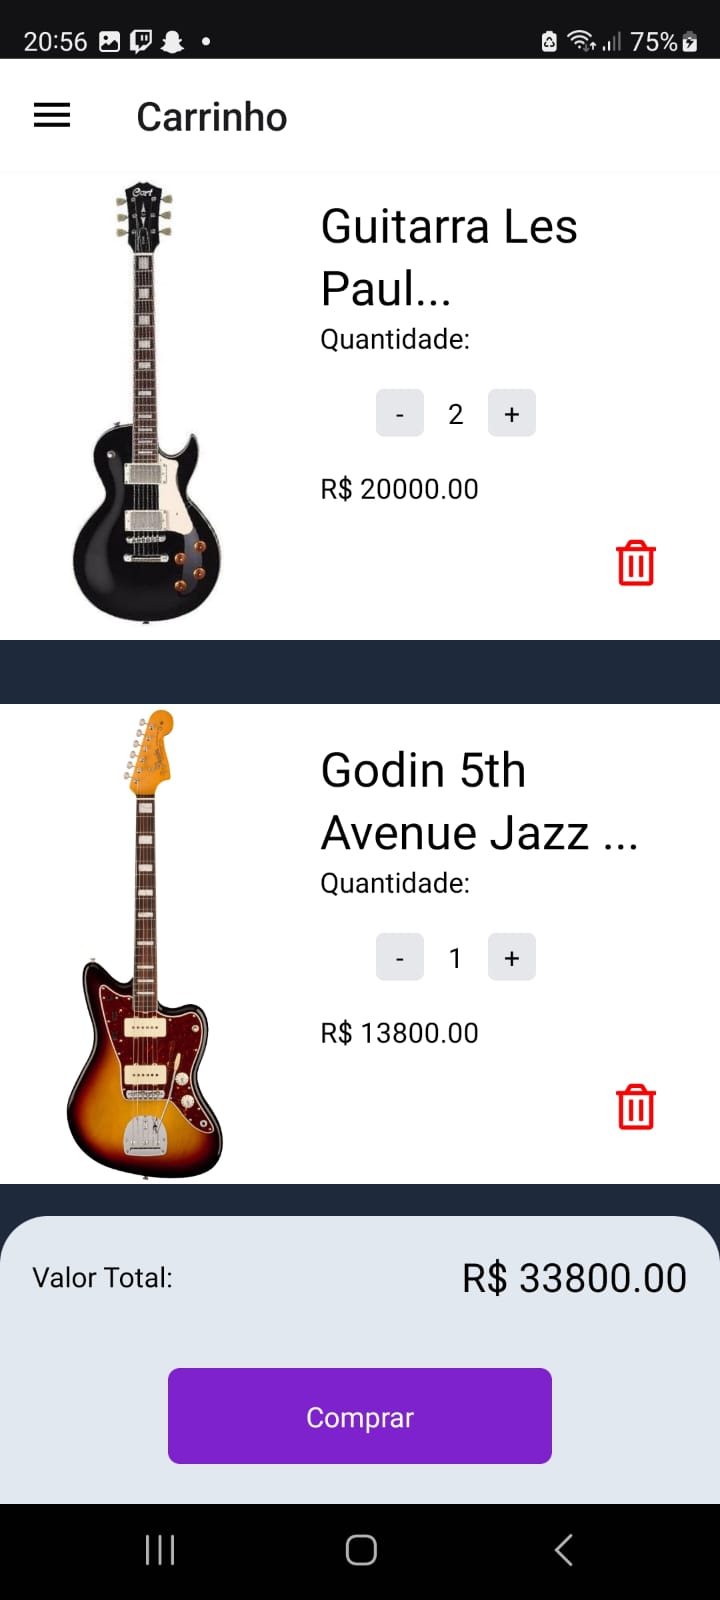 20:56
75%
Carrinho
Cort
Guitarra Les
Paul...
Quantidade:
- 2 +
R$ 20000.00
Godin 5th
Avenue Jazz ...
Quantidade:
- 1 +
R$ 13800.00
Valor Total:
R$ 33800.00
Comprar